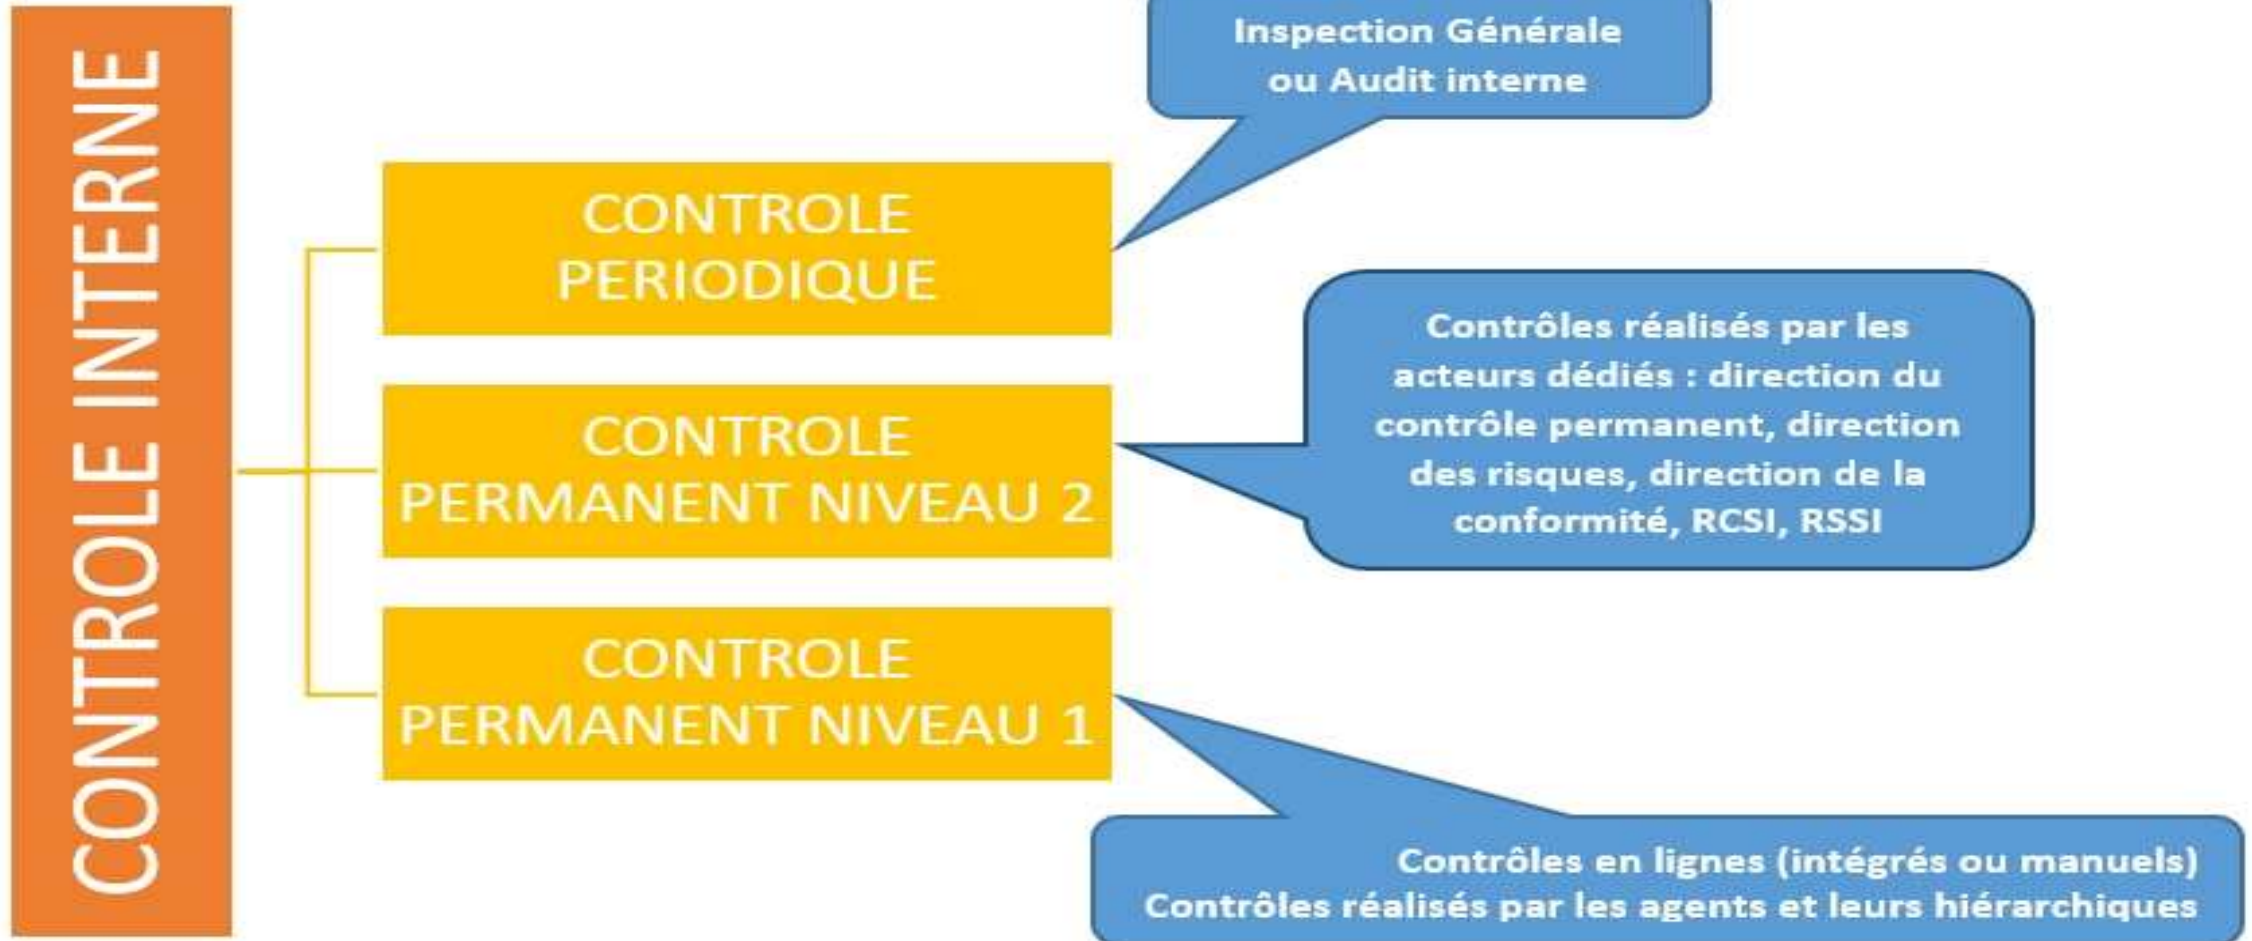 CONTROLE INTERNE
Inspection Générale
ou Audit interne
CONTROLE
PERIODIQUE
Contrôles réalisés par les
acteurs dédiés : direction du
contrôle permanent, direction
des risques, direction de la
conformité, RCSI, RSSI
CONTROLE
PERMANENT NIVEAU 2
CONTROLE
PERMANENT NIVEAU 1
Contrôles en lignes (intégrés ou manuels)
Contrôles réalisés par les agents et leurs hiérarchiques